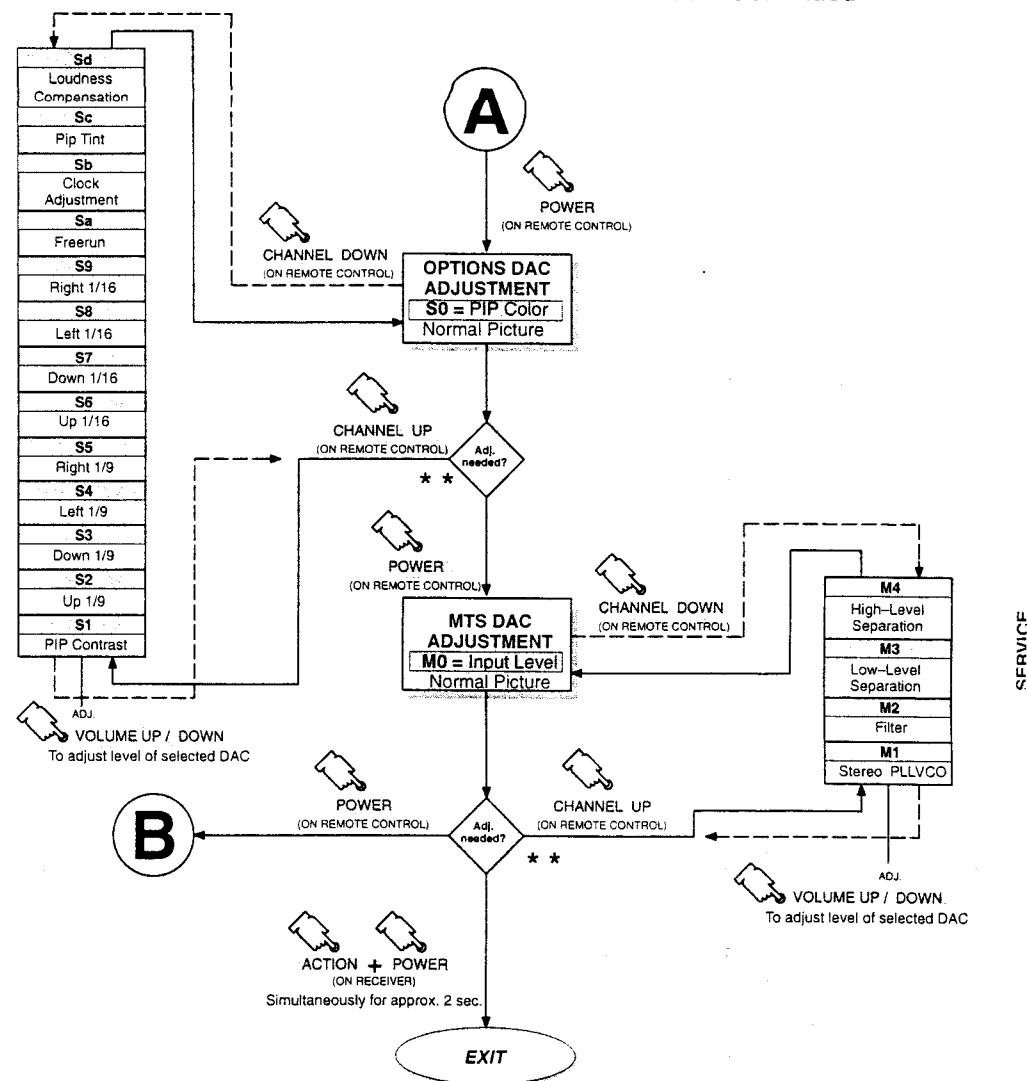 Sd
Loudness
Compensation
Sc
Pip Tint
Sb
Clock
Adjustment
Sa
Freerun
S9
Right 1/16
S8
Left 1/16
S7
Down 1/16
S6
Up 1/16
S5
Right 1/9
S4
Left 1/9
S3
Down 1/9
S2
Up 1/9
S1
PIP Contrast
ADJ.
VOLUME UP / DOWN
To adjust level of selected DAC
A
POWER
(ON REMOTE CONTROL)
CHANNEL DOWN
(ON REMOTE CONTROL)
OPTIONS DAC
ADJUSTMENT
S0 = PIP Color
Normal Picture
CHANNEL UP
(ON REMOTE CONTROL)
Adj.
needed?
* *
POWER
(ON REMOTE CONTROL)
CHANNEL DOWN
(ON REMOTE CONTROL)
MTS DAC
ADJUSTMENT
M0 = Input Level
Normal Picture
M4
High–Level
Separation
M3
Low–Level
Separation
M2
Filter
M1
Stereo PLLVCO
ADJ.
VOLUME UP / DOWN
To adjust level of selected DAC
SERVICE
B
POWER
(ON REMOTE CONTROL)
Adj.
needed?
CHANNEL UP
(ON REMOTE CONTROL)
* *
ACTION + POWER
(ON RECEIVER)
Simultaneously for approx. 2 sec.
EXIT